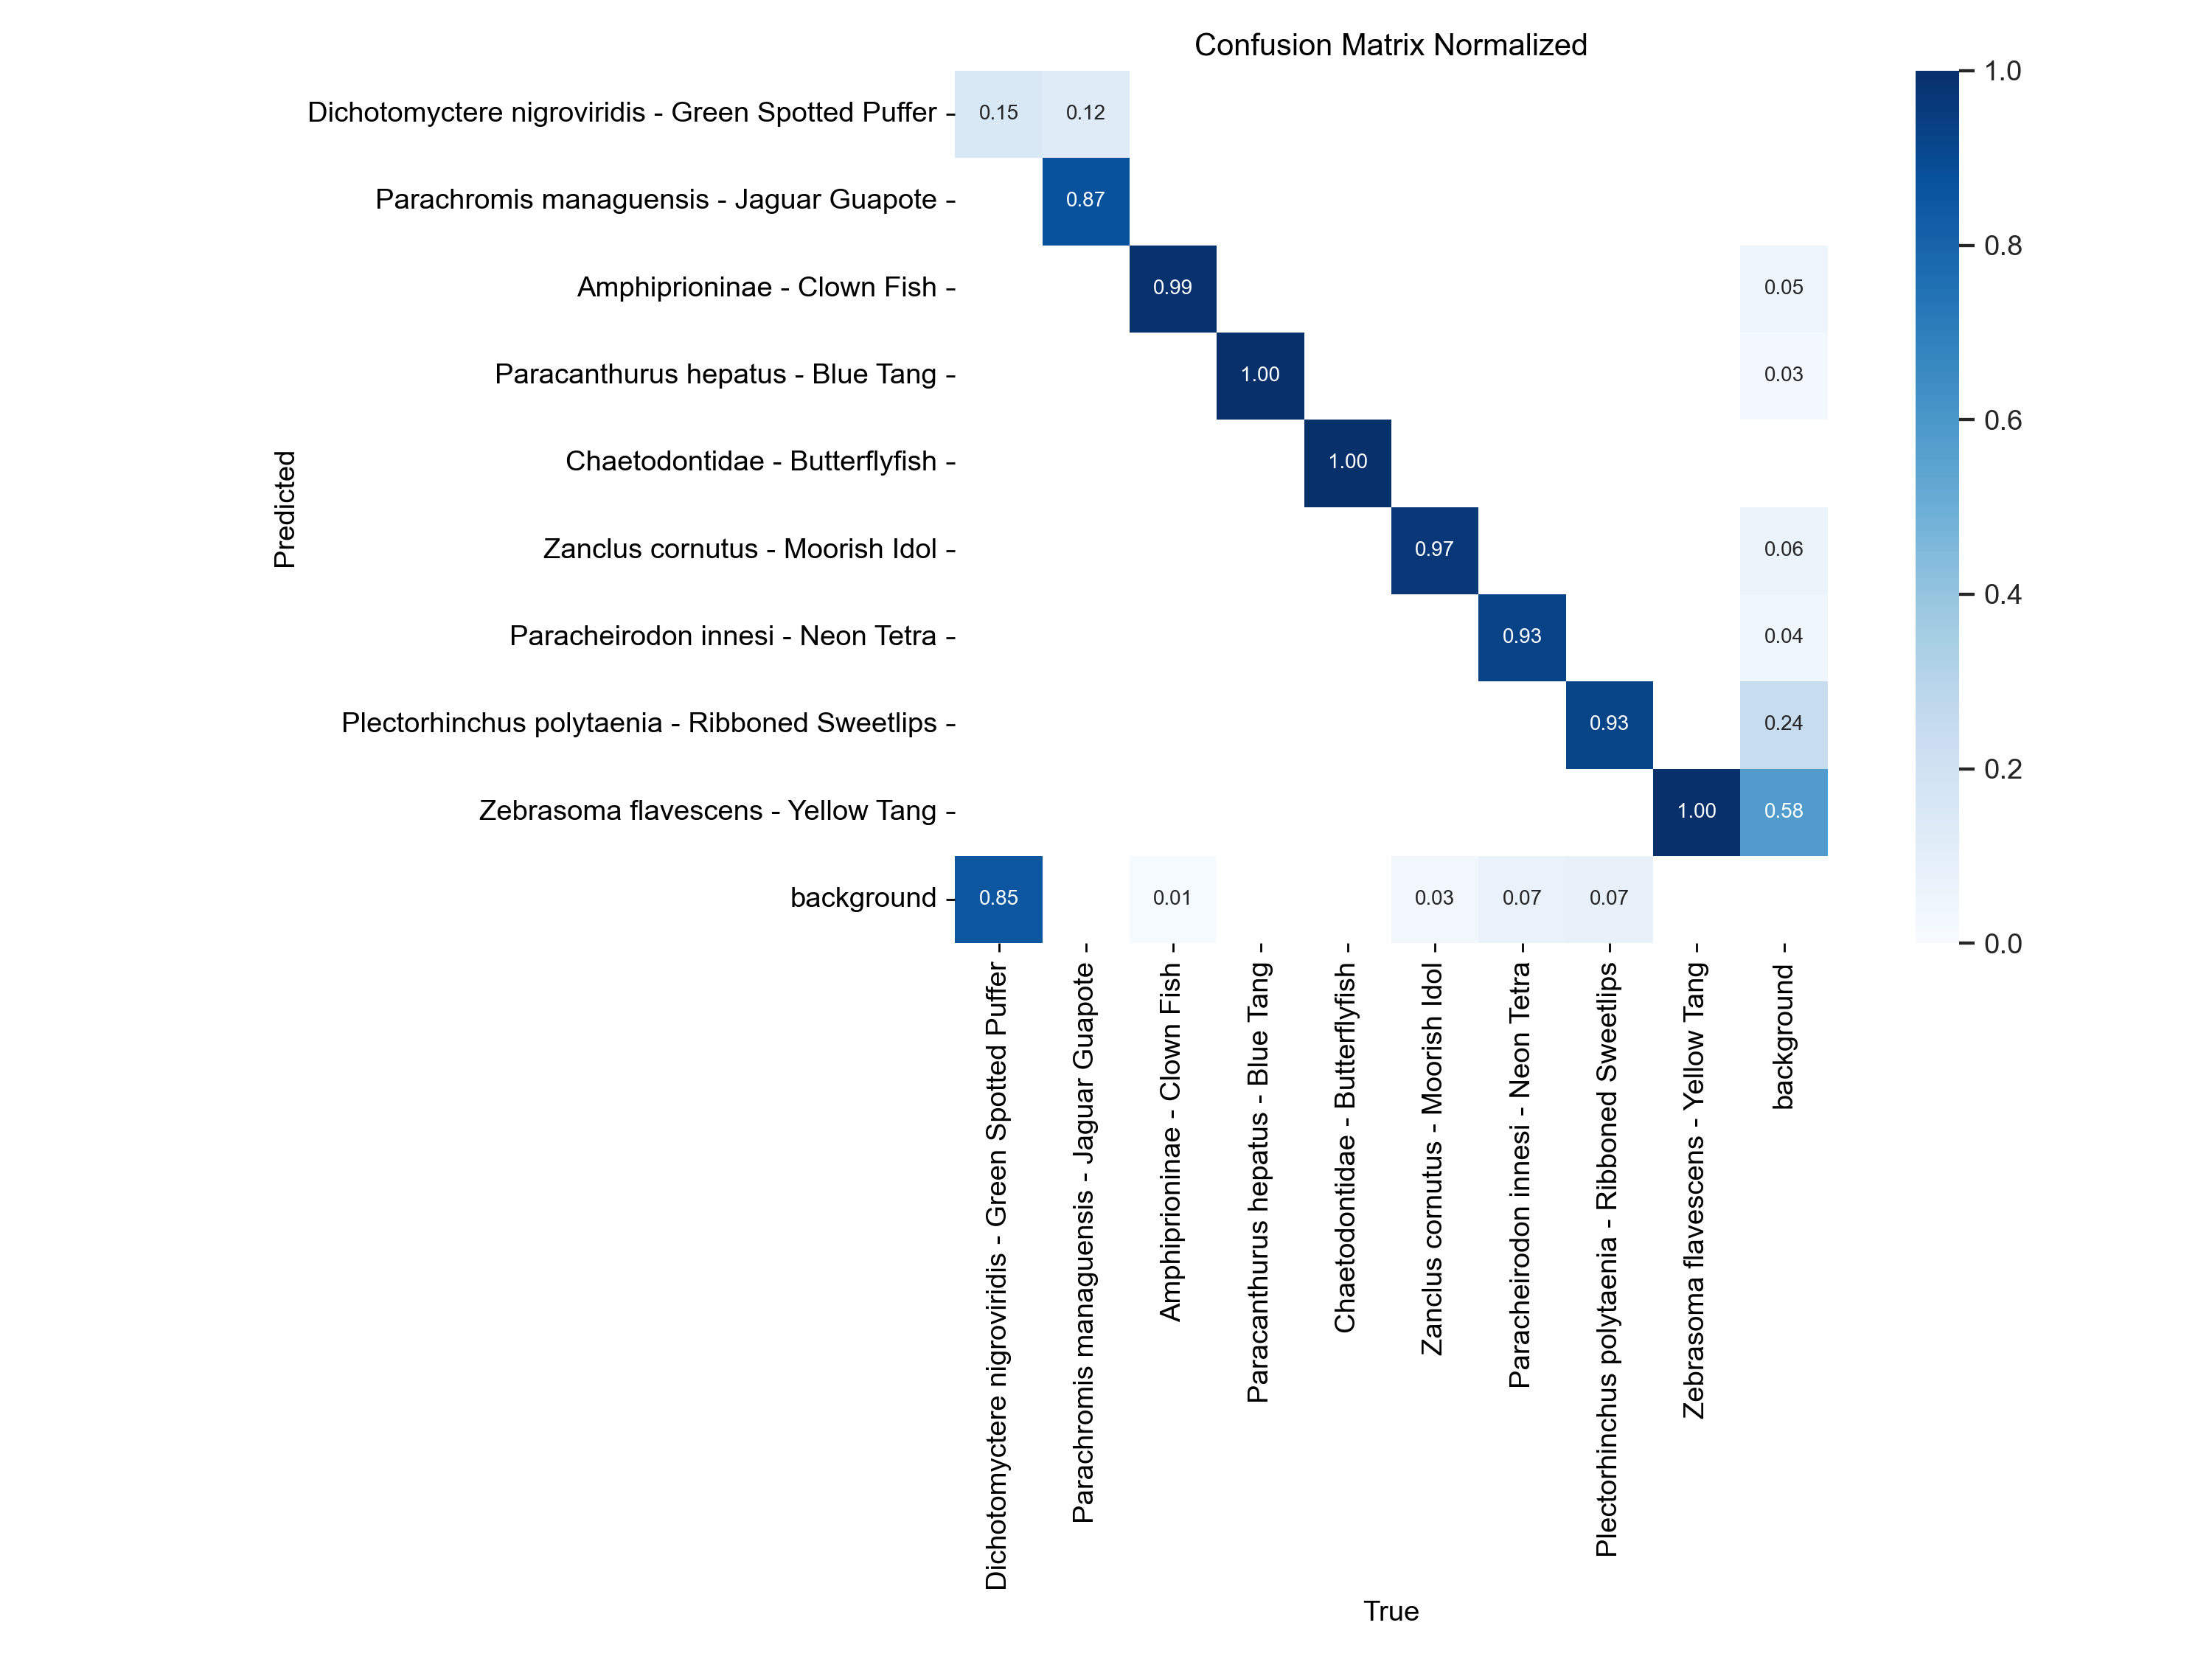 Confusion Matrix Normalized
Dichotomyctere nigroviridis - Green Spotted Puffer
0.15 0.12
Parachromis managuensis - Jaguar Guapote
0.87
Amphiprioninae - Clown Fish
0.99 0.05
Paracanthurus hepatus - Blue Tang
1.00 0.03
Chaetodontidae - Butterflyfish
1.00
Zanclus cornutus - Moorish Idol
0.97 0.06
Paracheirodon innesi - Neon Tetra
0.93 0.04
Plectorhinchus polytaenia - Ribboned Sweetlips
0.93 0.24
Zebrasoma flavescens - Yellow Tang
1.00 0.58
background
0.85 0.01 0.03 0.07 0.07
Predicted
Dichotomyctere nigroviridis - Green Spotted Puffer
Parachromis managuensis - Jaguar Guapote
Amphiprioninae - Clown Fish
Paracanthurus hepatus - Blue Tang
Chaetodontidae - Butterflyfish
Zanclus cornutus - Moorish Idol
Paracheirodon innesi - Neon Tetra
Plectorhinchus polytaenia - Ribboned Sweetlips
Zebrasoma flavescens - Yellow Tang
background
True
1.0
0.8
0.6
0.4
0.2
0.0